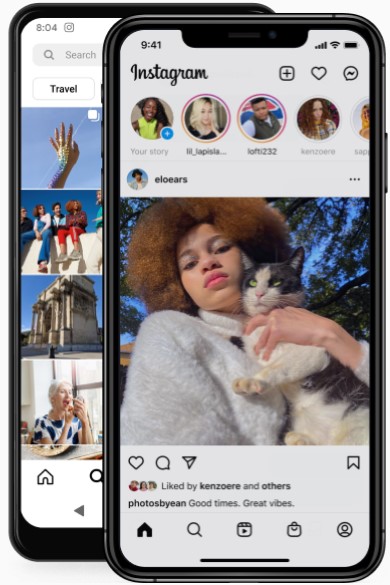 8:04
Search
Travel
9:41
Instagram
Your story
lil_lapisla...
lofti232
kenzoere
sapp
eloears
Liked by kenzoere and others
photosbyean Good times. Great vibes.